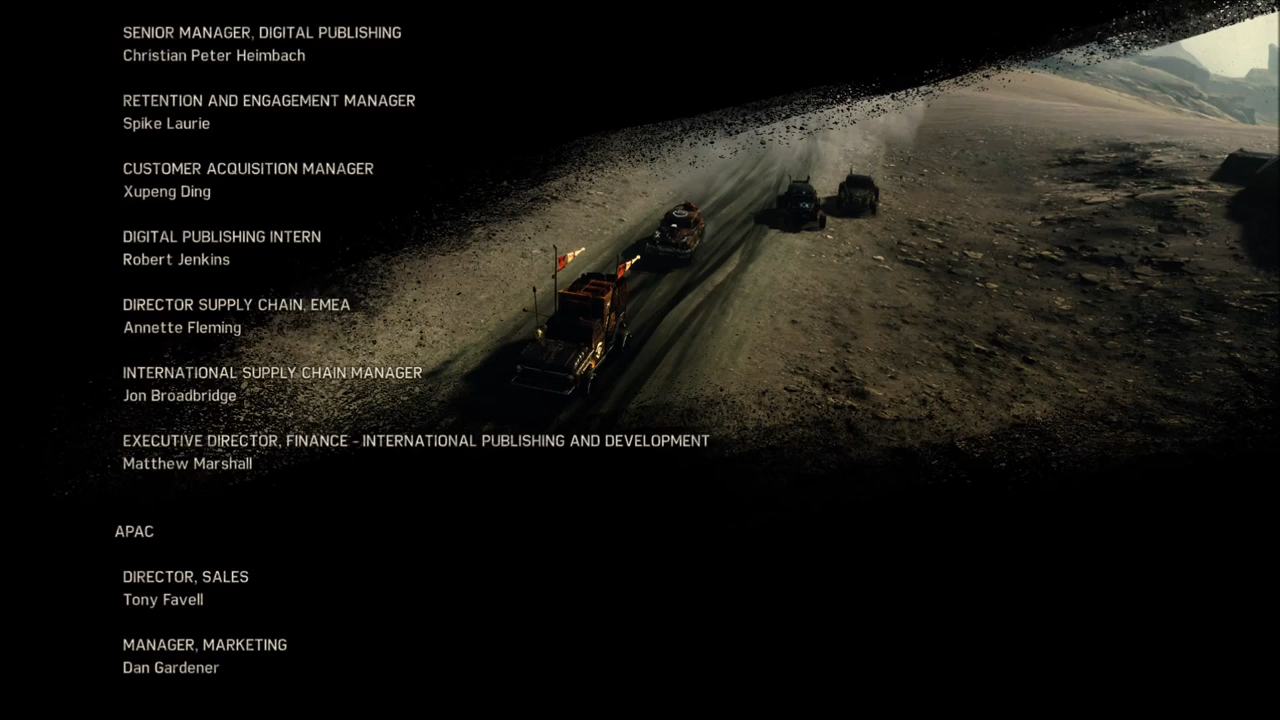 SENIOR MANAGER, DIGITAL PUBLISHING
Christian Peter Heimbach
RETENTION AND ENGAGEMENT MANAGER
Spike Laurie
CUSTOMER ACQUISITION MANAGER
Xupeng Ding
DIGITAL PUBLISHING INTERN
Robert Jenkins
DIRECTOR SUPPLY CHAIN, EMEA
Annette Fleming
INTERNATIONAL SUPPLY CHAIN MANAGER
Jon Broadbridge
EXECUTIVE DIRECTOR, FINANCE - INTERNATIONAL PUBLISHING AND DEVELOPMENT
Matthew Marshall
APAC
DIRECTOR, SALES
Tony Favell
MANAGER, MARKETING
Dan Gardener